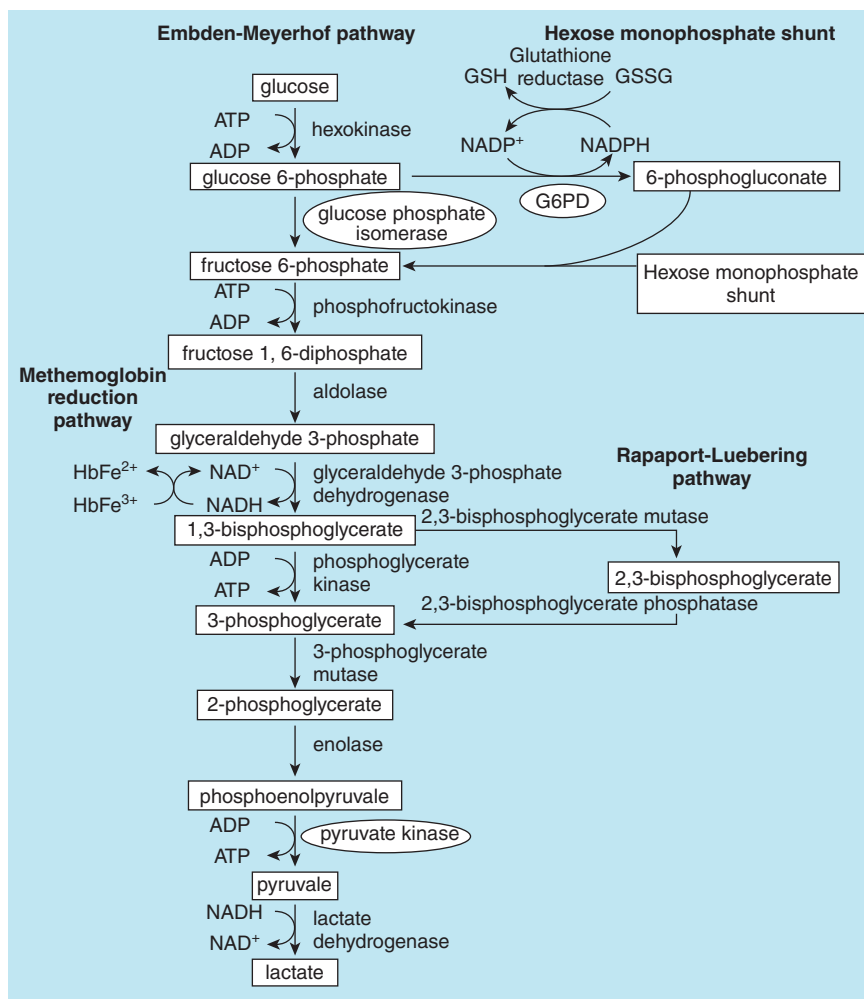 Embden-Meyerhof pathway
Hexose monophosphate shunt
Glutathione
GSH reductase GSSG
glucose
ATP
hexokinase
ADP
NADP⁺ NADPH
glucose 6-phosphate
6-phosphogluconate
G6PD
glucose phosphate
isomerase
fructose 6-phosphate
Hexose monophosphate
shunt
ATP
phosphofructokinase
ADP
fructose 1, 6-diphosphate
Methemoglobin
reduction
pathway
aldolase
glyceraldehyde 3-phosphate
Rapaport-Luebering
pathway
HbFe²⁺ NAD⁺
glyceraldehyde 3-phosphate
dehydrogenase
HbFe³⁺ NADH
1,3-bisphosphoglycerate
2,3-bisphosphoglycerate mutase
ADP
phosphoglycerate
kinase
ATP
2,3-bisphosphoglycerate
2,3-bisphosphoglycerate phosphatase
3-phosphoglycerate
3-phosphoglycerate
mutase
2-phosphoglycerate
enolase
phosphoenolpyruvale
ADP
pyruvate kinase
ATP
pyruvale
NADH
lactate
dehydrogenase
NAD⁺
lactate